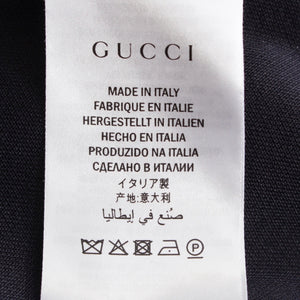 GUCCI
MADE IN ITALY
FABRIQUE EN ITALIE
HERGESTELLT IN ITALIEN
HECHO EN ITALIA
PRODUZIDO NA ITALIA
СДЕЛАНО В ИТАЛИИ
イタリア製
产地:意大利
صُنع في إيطاليا
P